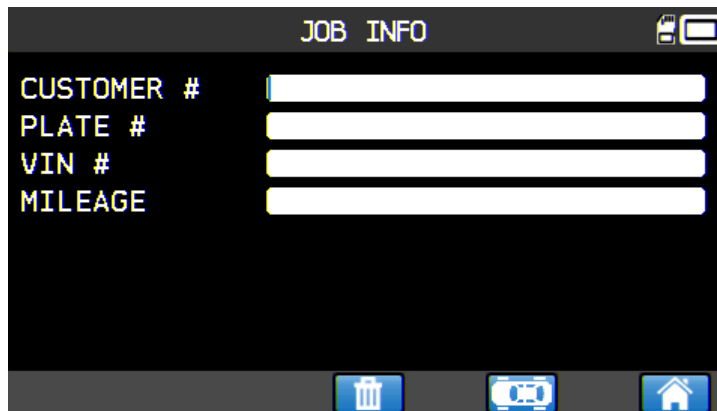 JOB INFO
CUSTOMER #
PLATE #
VIN #
MILEAGE